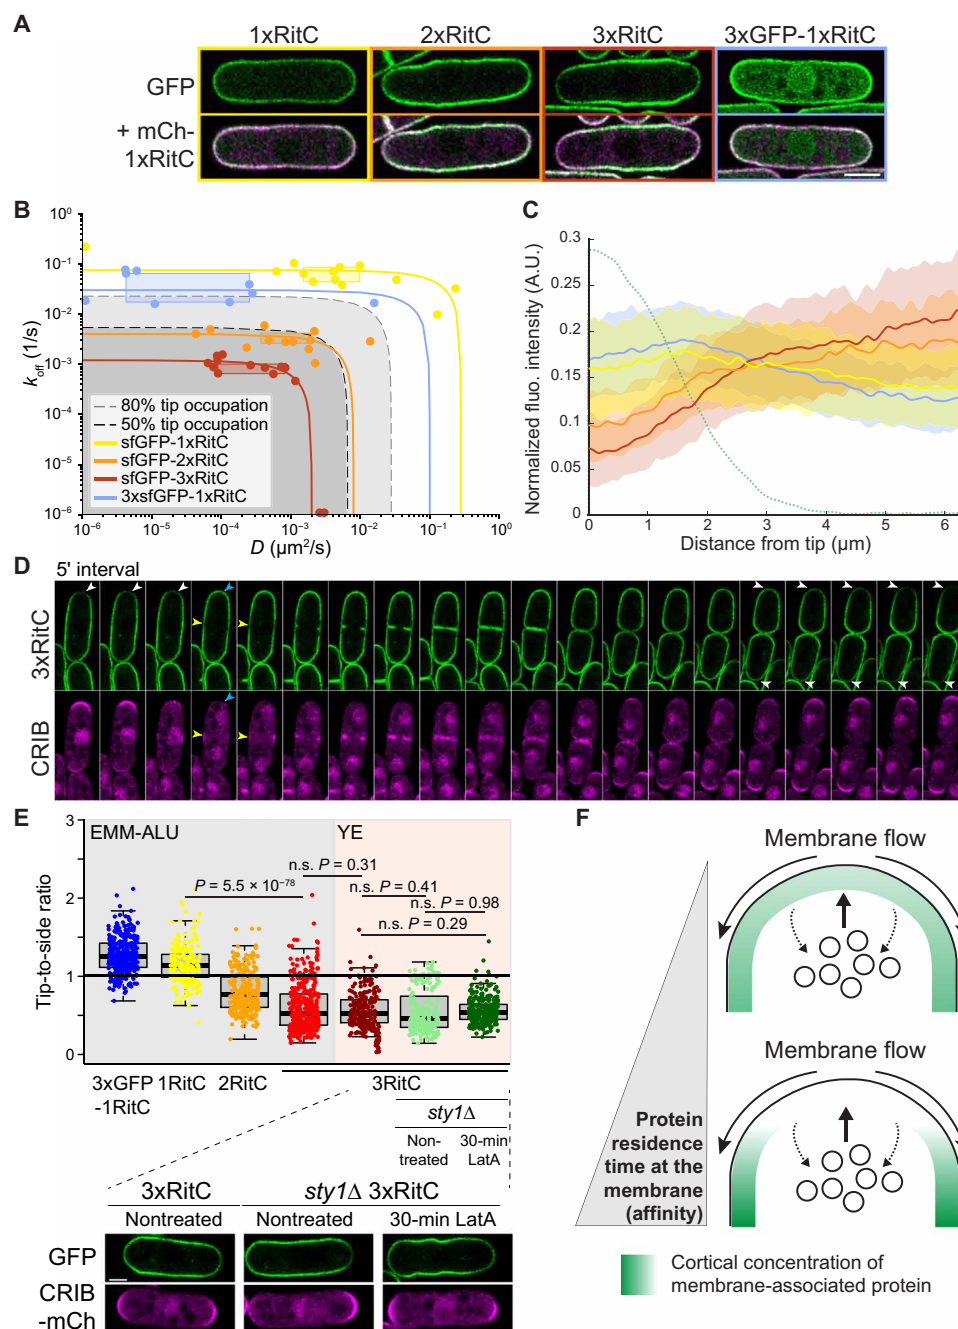 A
1xRitC 2xRitC 3xRitC 3xGFP-1xRitC
GFP
+ mCh-
1xRitC
B
10⁰
10⁻¹
10⁻²
10⁻³
10⁻⁴
10⁻⁵
10⁻⁶
k_off (1/s)
80% tip occupation
50% tip occupation
sfGFP-1xRitC
sfGFP-2xRitC
sfGFP-3xRitC
3xsfGFP-1xRitC
10⁻⁶ 10⁻⁵ 10⁻⁴ 10⁻³ 10⁻² 10⁻¹ 10⁰
D (µm²/s)
C
0.3
0.25
0.2
0.15
0.1
0.05
0
Normalized fluo. intensity (A.U.)
0 1 2 3 4 5 6
Distance from tip (µm)
D
5' interval
3xRitC
CRIB
E
3
2
1
0
Tip-to-side ratio
EMM-ALU
YE
n.s. P = 0.31
P = 5.5 × 10⁻⁷⁸
n.s. P = 0.41
n.s. P = 0.98
n.s. P = 0.29
3xGFP
-1RitC
1RitC
2RitC
3RitC
sty1Δ
Non-
treated
30-min
LatA
3xRitC
sty1Δ 3xRitC
Nontreated
Nontreated
30-min LatA
GFP
CRIB
-mCh
F
Membrane flow
Membrane flow
Protein
residence
time at the
membrane
(affinity)
Cortical concentration of
membrane-associated protein